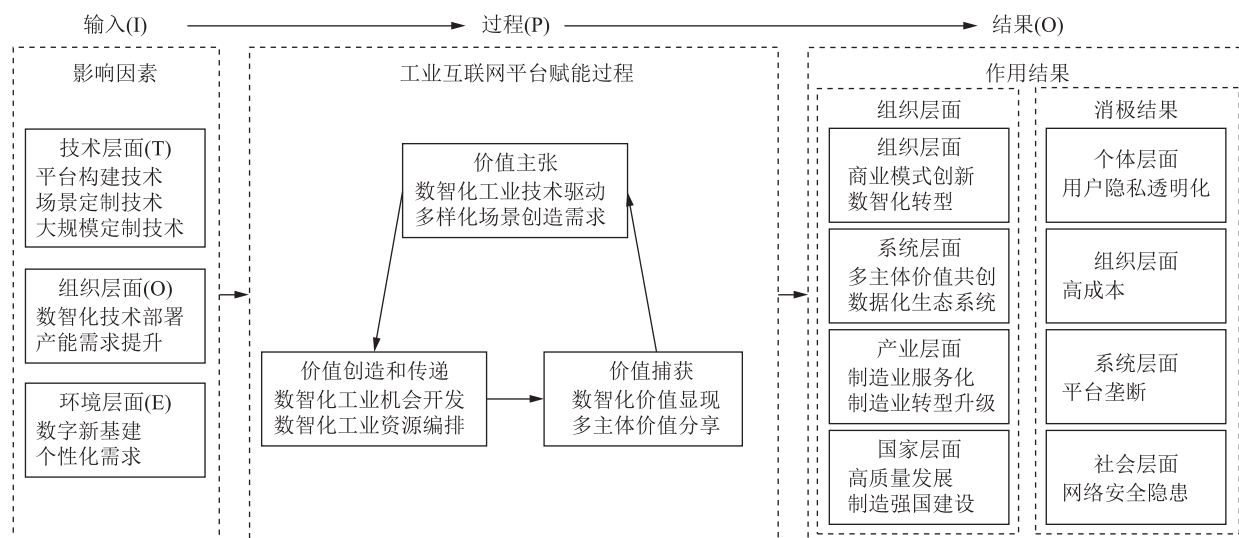 输入(I)
过程(P)
结果(O)
影响因素
技术层面(T)
平台构建技术
场景定制技术
大规模定制技术
组织层面(O)
数智化技术部署
产能需求提升
环境层面(E)
数字新基建
个性化需求
工业互联网平台赋能过程
价值主张
数智化工业技术驱动
多样化场景创造需求
价值创造和传递
数智化工业机会开发
数智化工业资源编排
价值捕获
数智化价值显现
多主体价值分享
作用结果
组织层面
组织层面
商业模式创新
数智化转型
系统层面
多主体价值共创
数据化生态系统
产业层面
制造业服务化
制造业转型升级
国家层面
高质量发展
制造强国建设
消极结果
个体层面
用户隐私透明化
组织层面
高成本
系统层面
平台垄断
社会层面
网络安全隐患